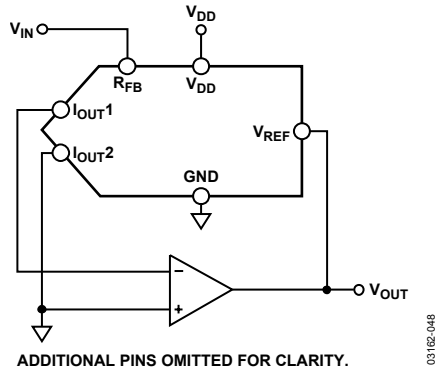 VDD
VIN
RFB
VDD
IOUT1
IOUT2
VREF
GND
−
+
VOUT
ADDITIONAL PINS OMITTED FOR CLARITY.
03162-048